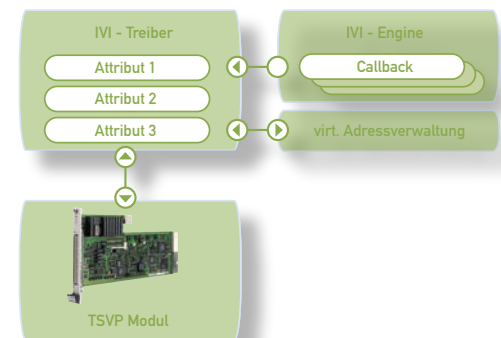 IVI - Treiber
Attribut 1
Attribut 2
Attribut 3
IVI - Engine
Callback
virt. Adressverwaltung
TSVP Modul